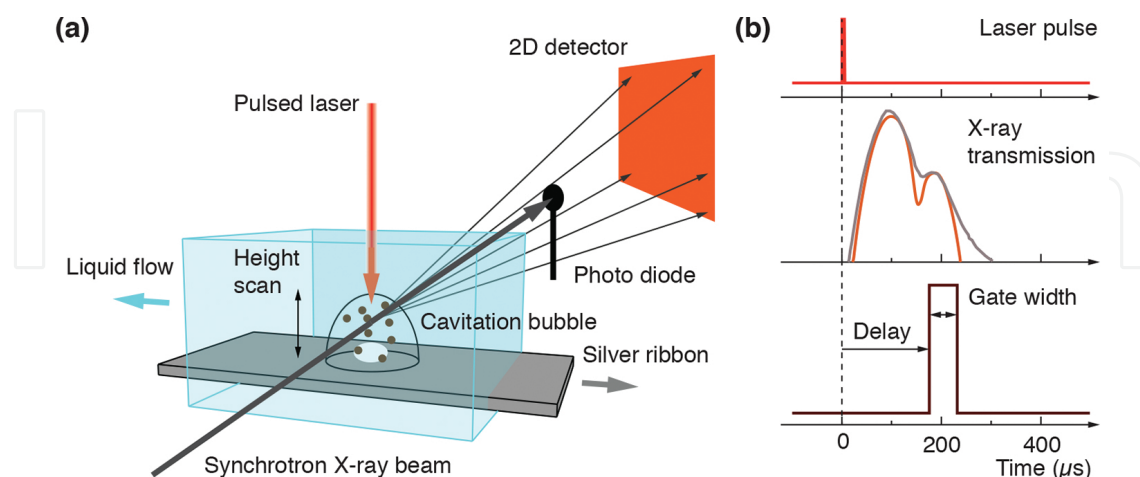 (a)
2D detector
Pulsed laser
Height
scan
Liquid flow
Photo diode
Cavitation bubble
Silver ribbon
Synchrotron X-ray beam
(b)
Laser pulse
X-ray
transmission
Gate width
Delay
0
200
400
Time (μs)